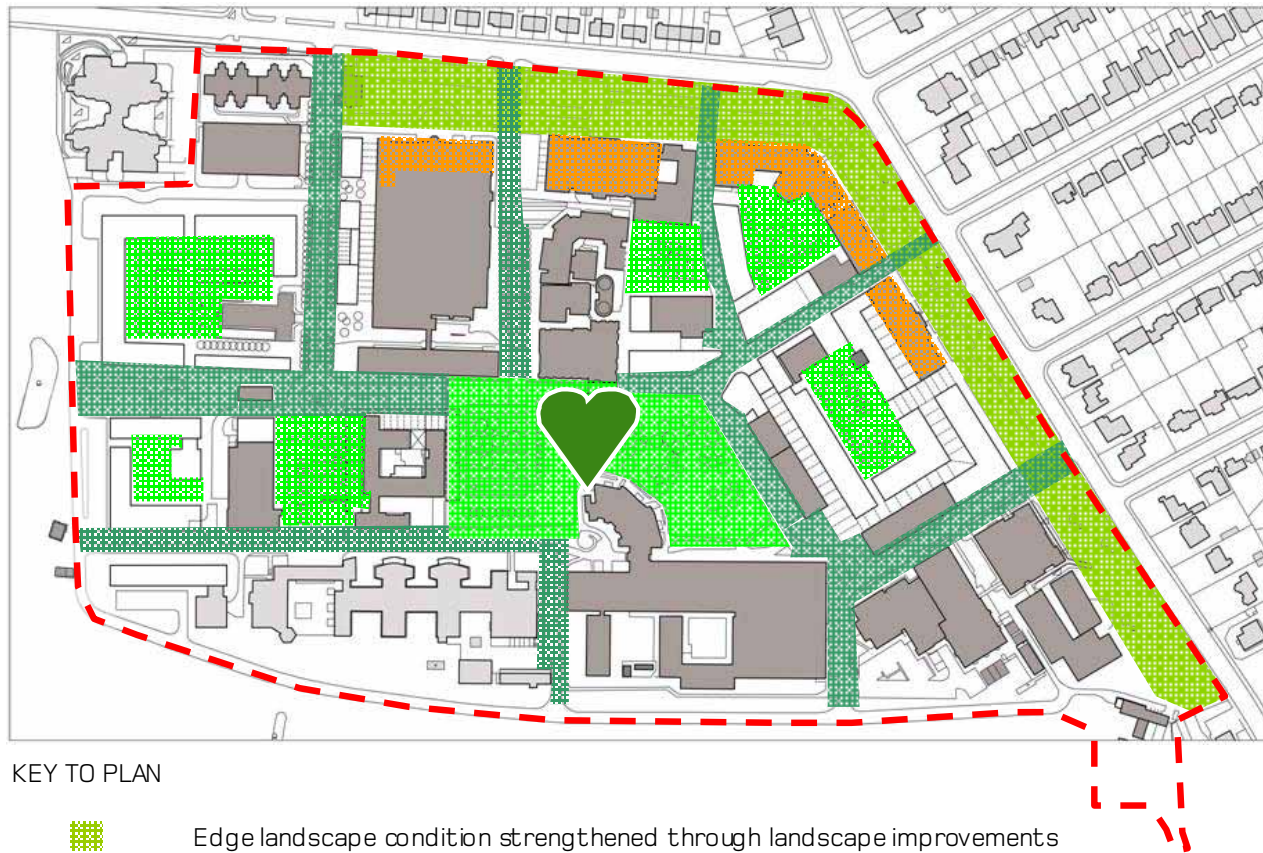 KEY TO PLAN
Edge landscape condition strengthened through landscape improvements